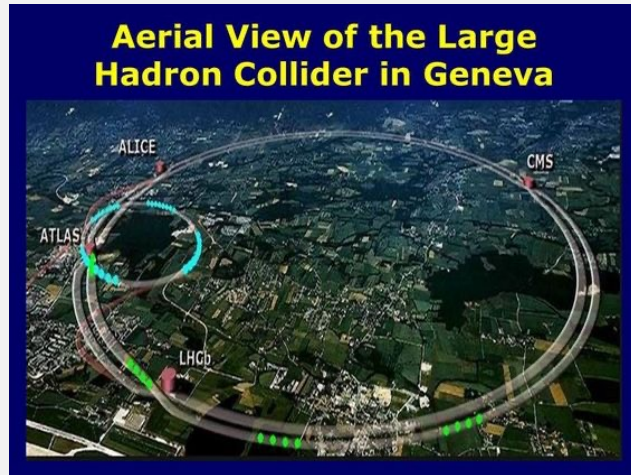 Aerial View of the Large
Hadron Collider in Geneva
ALICE
CMS
ATLAS
LHCb